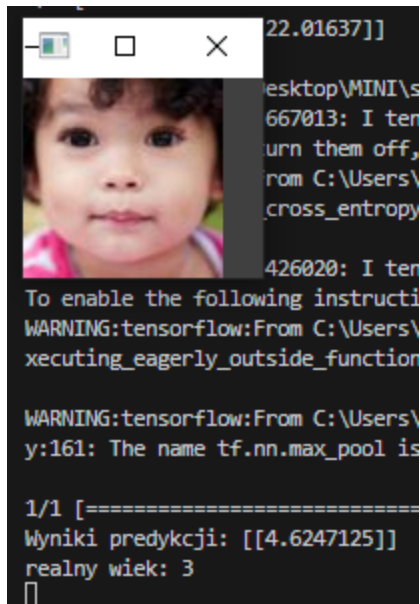 22.01637]]
esktop\MINI\s
667013: I ten
urn them off,
rom C:\Users\
_cross_entropy
426020: I ten
To enable the following instructi
WARNING:tensorflow:From C:\Users\
xecuting_eagerly_outside_function
WARNING:tensorflow:From C:\Users\
y:161: The name tf.nn.max_pool is
1/1 [==============================
Wyniki predykcji: [[4.6247125]]
realny wiek: 3